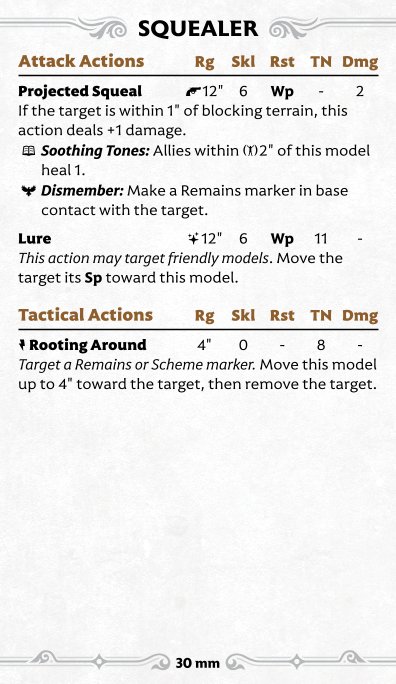 SQUEALER
Attack Actions Rg Skl Rst TN Dmg
Projected Squeal 12" 6 Wp - 2
If the target is within 1" of blocking terrain, this
action deals +1 damage.
Soothing Tones: Allies within 2" of this model
heal 1.
Dismember: Make a Remains marker in base
contact with the target.
Lure 12" 6 Wp 11 -
This action may target friendly models. Move the
target its Sp toward this model.
Tactical Actions Rg Skl Rst TN Dmg
Rooting Around 4" 0 - 8 -
Target a Remains or Scheme marker. Move this model
up to 4" toward the target, then remove the target.
30 mm